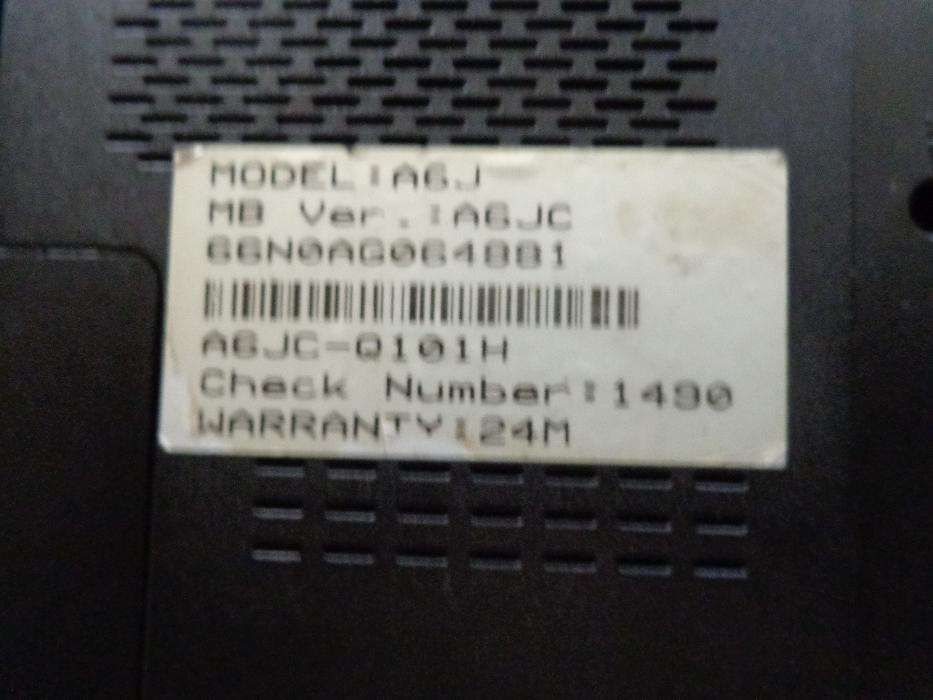 MODEL:A6J
MB Ver.:A6JC
66N0AG064881
A6JC-Q101H
Check Number:1490
WARRANTY:24M